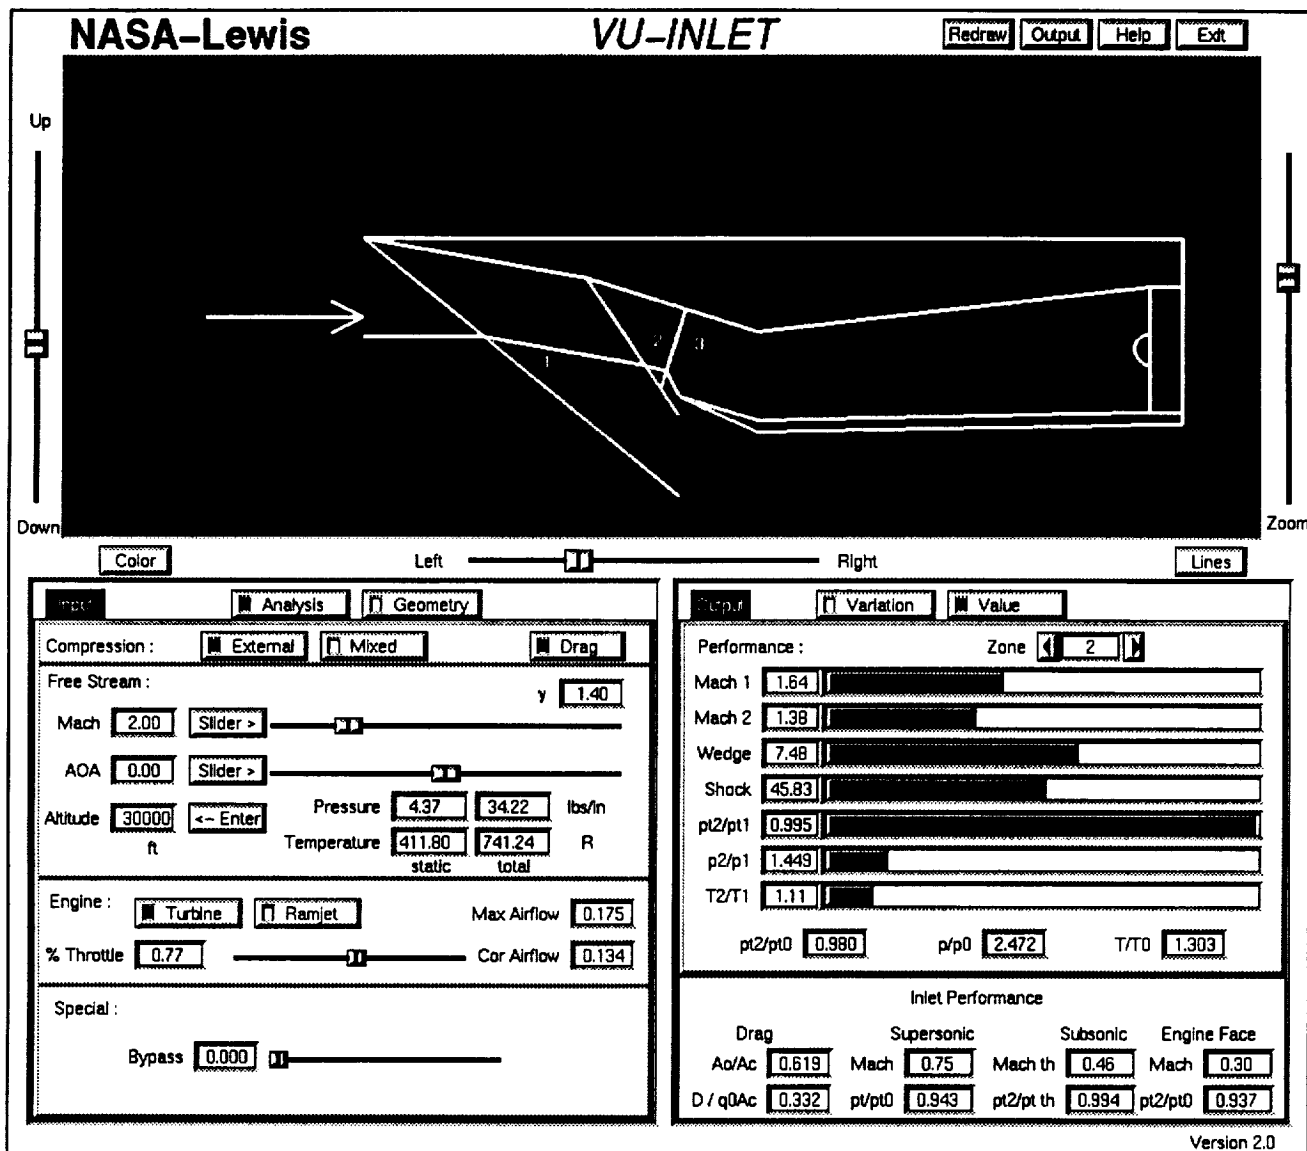 NASA-Lewis VU-INLET Redraw Output Help Exit
Up
1 2 3
Down Zoom
Color Left Right Lines
Input Analysis Geometry
Compression : External Mixed Drag
Free Stream : γ 1.40
Mach 2.00 Slider >
AOA 0.00 Slider >
Altitude 30000 <- Enter Pressure 4.37 34.22 lbs/in
ft Temperature 411.80 741.24 R
static total
Engine : Turbine Ramjet Max Airflow 0.175
% Throttle 0.77 Cor Airflow 0.134
Special :
Bypass 0.000
Output Variation Value
Performance : Zone 2
Mach 1 1.64
Mach 2 1.38
Wedge 7.48
Shock 45.83
pt2/pt1 0.995
p2/p1 1.449
T2/T1 1.11
pt2/pt0 0.980 p/p0 2.472 T/T0 1.303
Inlet Performance
Drag Supersonic Subsonic Engine Face
Ao/Ac 0.619 Mach 0.75 Mach th 0.46 Mach 0.30
D / q0Ac 0.332 pt/pt0 0.943 pt2/pt th 0.994 pt2/pt0 0.937
Version 2.0